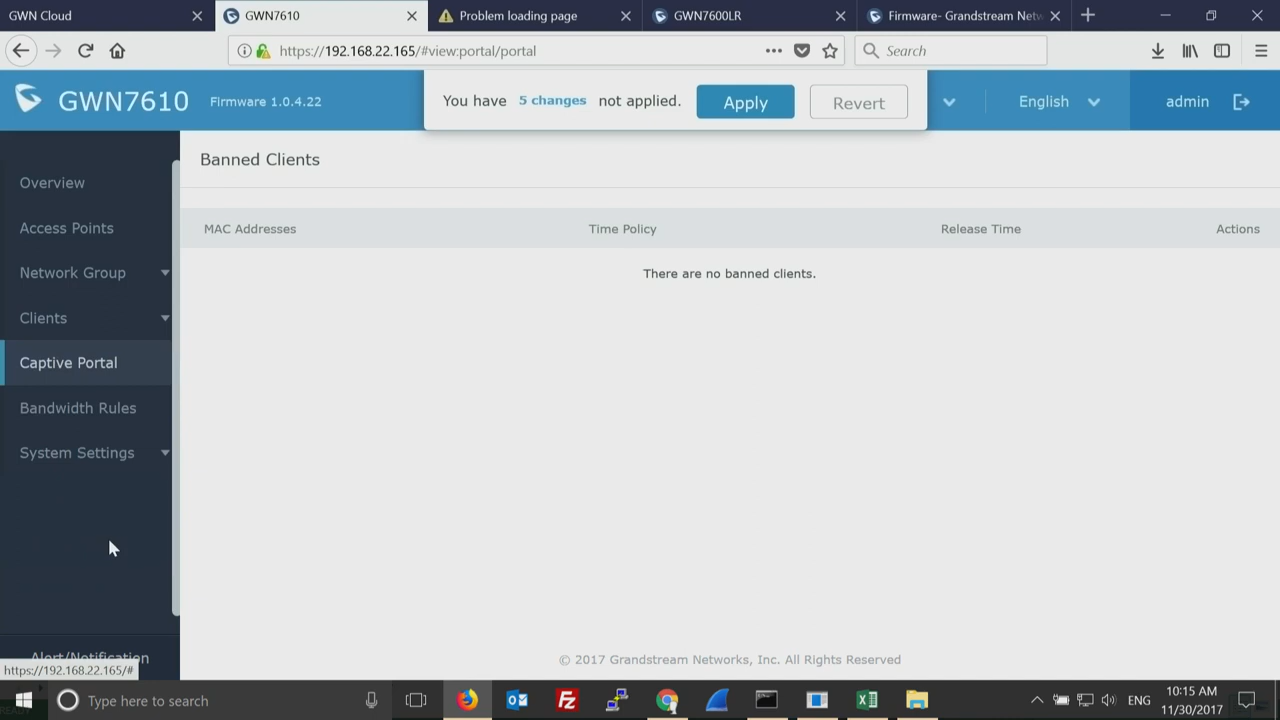 GWN Cloud
GWN7610
Problem loading page
GWN7600LR
Firmware- Grandstream Netw
https://192.168.22.165/#view:portal/portal
Search
GWN7610
Firmware 1.0.4.22
You have 5 changes not applied.
Apply
Revert
English
admin
Overview
Access Points
Network Group
Clients
Captive Portal
Bandwidth Rules
System Settings
Alert/Notification
Banned Clients
MAC Addresses
Time Policy
Release Time
Actions
There are no banned clients.
© 2017 Grandstream Networks, Inc. All Rights Reserved
https://192.168.22.165/#
Type here to search
ENG
10:15 AM
11/30/2017